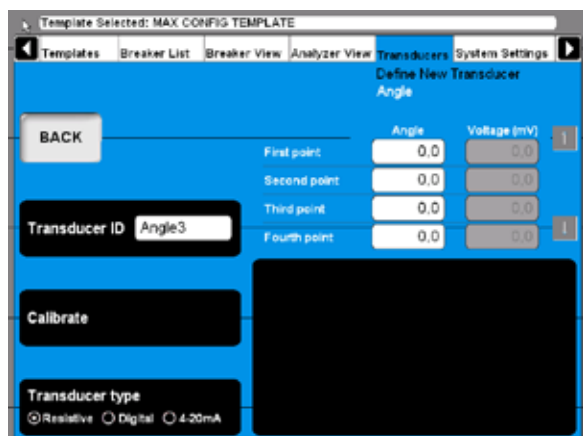 Template Selected: MAX CONFIG TEMPLATE
Templates Breaker List Breaker View Analyzer View Transducers System Settings
Define New Transducer
Angle
BACK
Angle Voltage (mV)
First point 0,0 0,0
Second point 0,0 0,0
Third point 0,0 0,0
Transducer ID Angle3
Fourth point 0,0 0,0
Calibrate
Transducer type
Resistive Digital 4-20mA